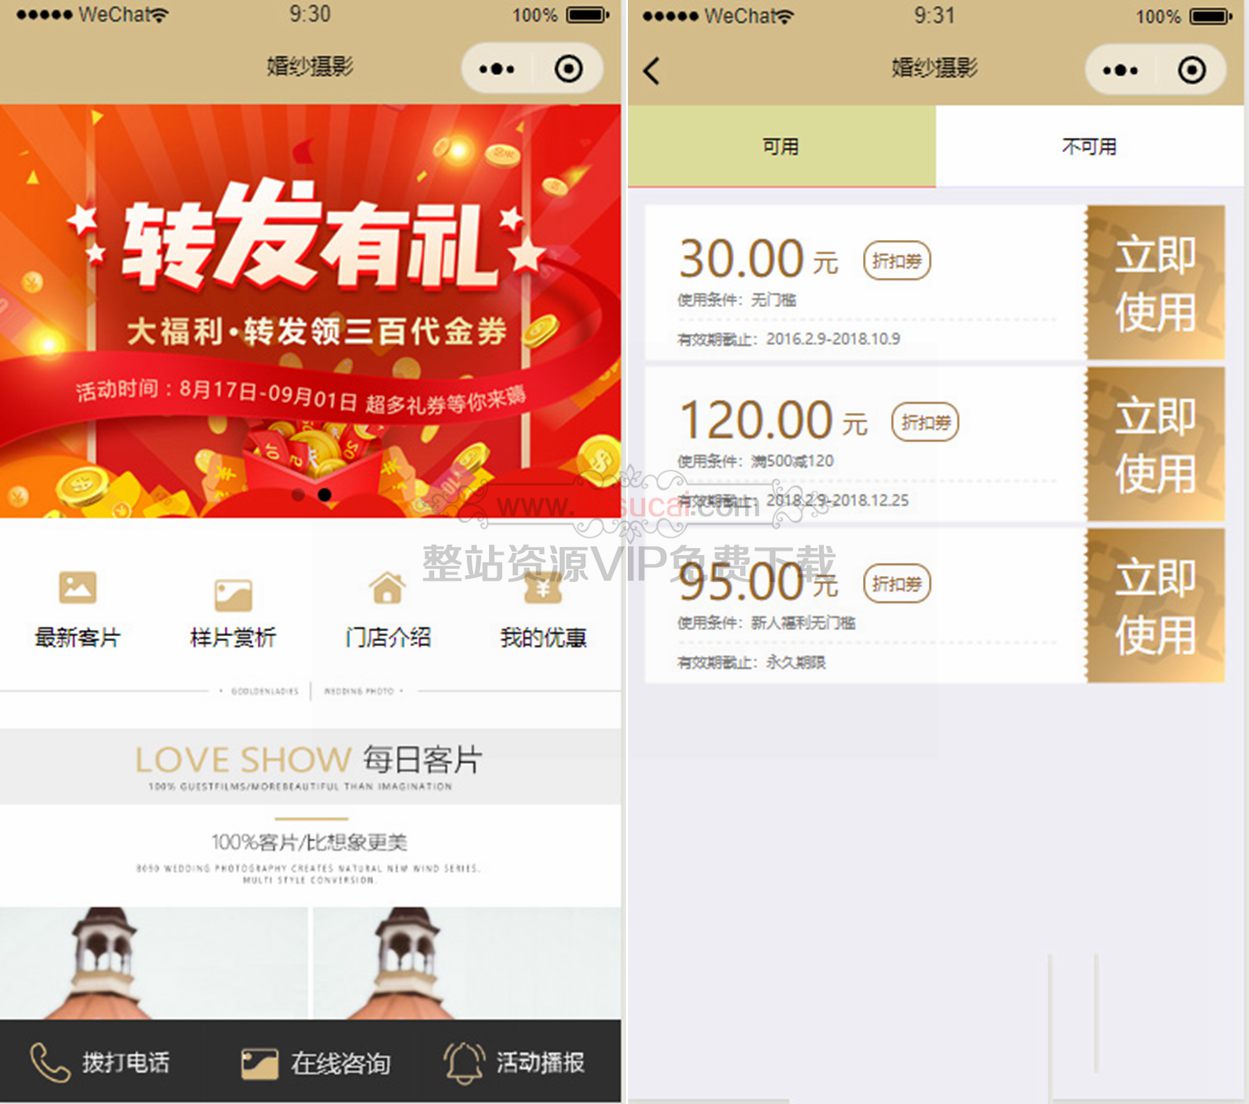 WeChat 9:30 100%
婚纱摄影
转发有礼
大福利·转发领三百代金券
活动时间：8月17日-09月01日 超多礼券等你来薅
最新客片 样片赏析 门店介绍 我的优惠
GOOLDENLADIES WEDDING PHOTO
LOVE SHOW 每日客片
100% GUESTFILMS/MOREBEAUTIFUL THAN IMAGINATION
100%客片/比想象更美
8090 WEDDING PHOTOGRAPHY CREATES NATURAL NEW WIND SERIES.
MULTI STYLE CONVERSION.
拨打电话 在线咨询 活动播报
WeChat 9:31 100%
婚纱摄影
可用 不可用
30.00 元 折扣券
使用条件：无门槛
有效期截止：2016.2.9-2018.10.9
立即
使用
120.00 元 折扣券
使用条件：满500减120
有效期截止：2018.2.9-2018.12.25
立即
使用
95.00 元 折扣券
使用条件：新人福利无门槛
有效期截止：永久期限
立即
使用
整站资源VIP免费下载